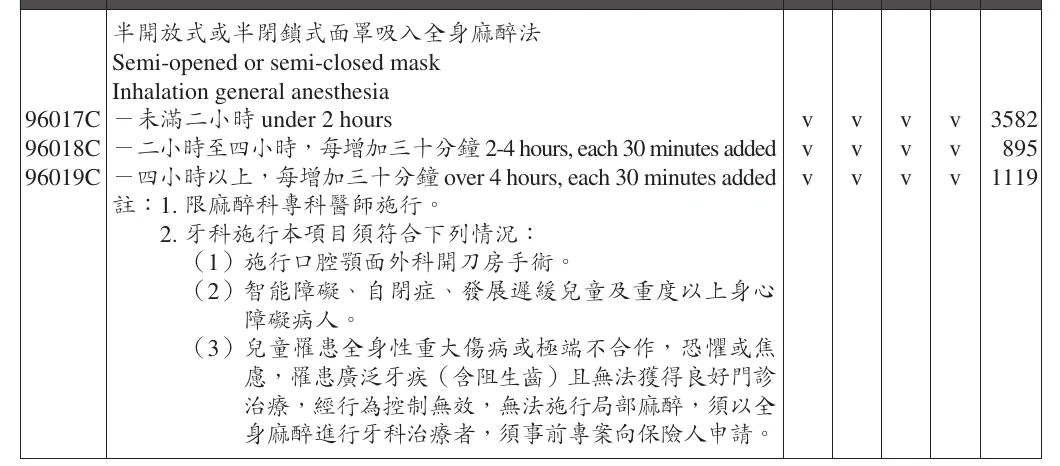 半開放式或半閉鎖式面罩吸入全身麻醉法
Semi-opened or semi-closed mask
Inhalation general anesthesia
96017C －未滿二小時 under 2 hours v v v v 3582
96018C －二小時至四小時，每增加三十分鐘 2-4 hours, each 30 minutes added v v v v 895
96019C －四小時以上，每增加三十分鐘 over 4 hours, each 30 minutes added v v v v 1119
註：1. 限麻醉科專科醫師施行。
2. 牙科施行本項目須符合下列情況：
（1）施行口腔顎面外科開刀房手術。
（2）智能障礙、自閉症、發展遲緩兒童及重度以上身心
障礙病人。
（3）兒童罹患全身性重大傷病或極端不合作，恐懼或焦
慮，罹患廣泛牙疾（含阻生齒）且無法獲得良好門診
治療，經行為控制無效，無法施行局部麻醉，須以全
身麻醉進行牙科治療者，須事前專案向保險人申請。